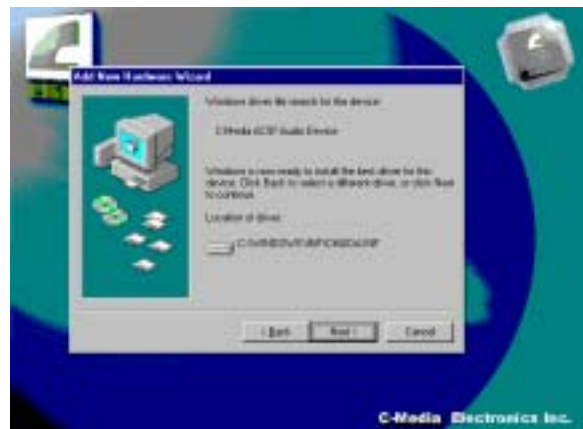 Add New Hardware Wizard
Windows driver file search for the device:
C-Media AC97 Audio Device
Windows is now ready to install the best driver for this
device. Click Back to select a different driver, or click Next
to continue.
Location of driver:
< Back
Next >
Cancel
C-Media Electronics Inc.